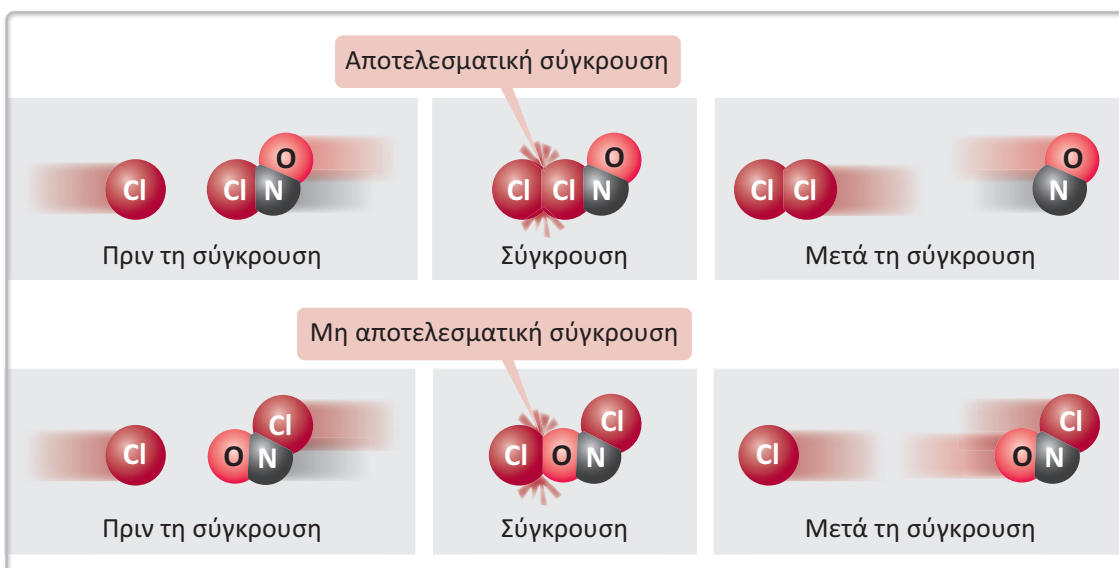 Αποτελεσματική σύγκρουση
Cl Cl N O
Cl Cl N O
Cl Cl N O
Πριν τη σύγκρουση
Σύγκρουση
Μετά τη σύγκρουση
Μη αποτελεσματική σύγκρουση
Cl O N Cl
Cl O N Cl
Cl O N Cl
Πριν τη σύγκρουση
Σύγκρουση
Μετά τη σύγκρουση